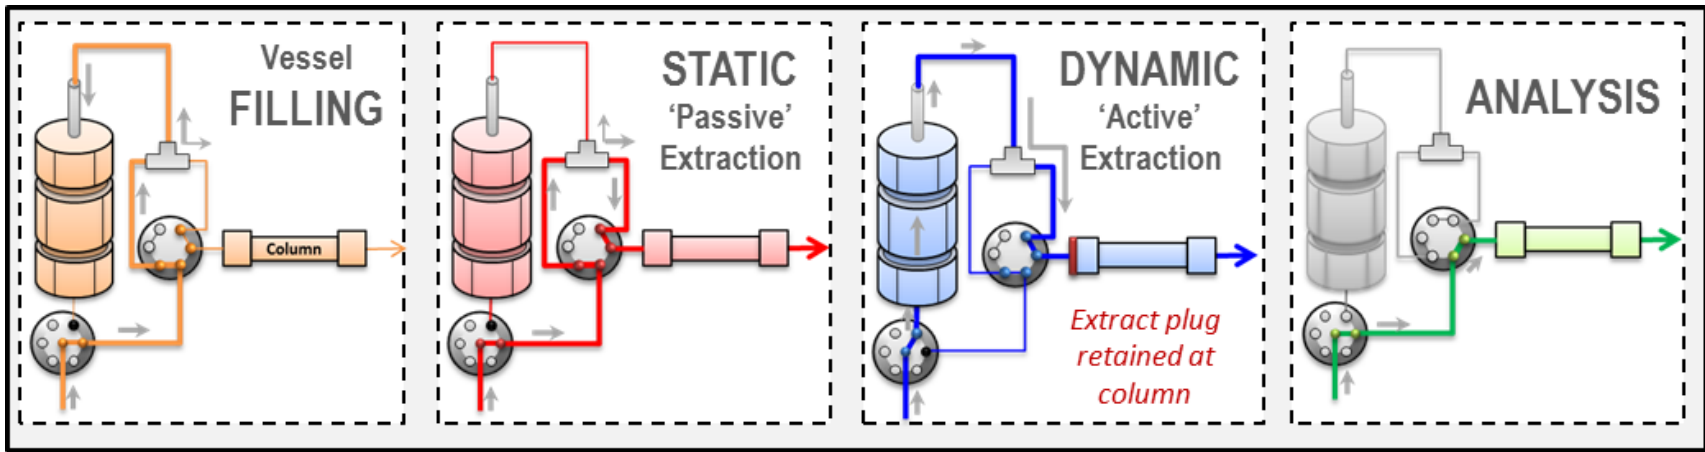 Vessel
FILLING
Column
STATIC
‘Passive’
Extraction
DYNAMIC
‘Active’
Extraction
Extract plug
retained at
column
ANALYSIS